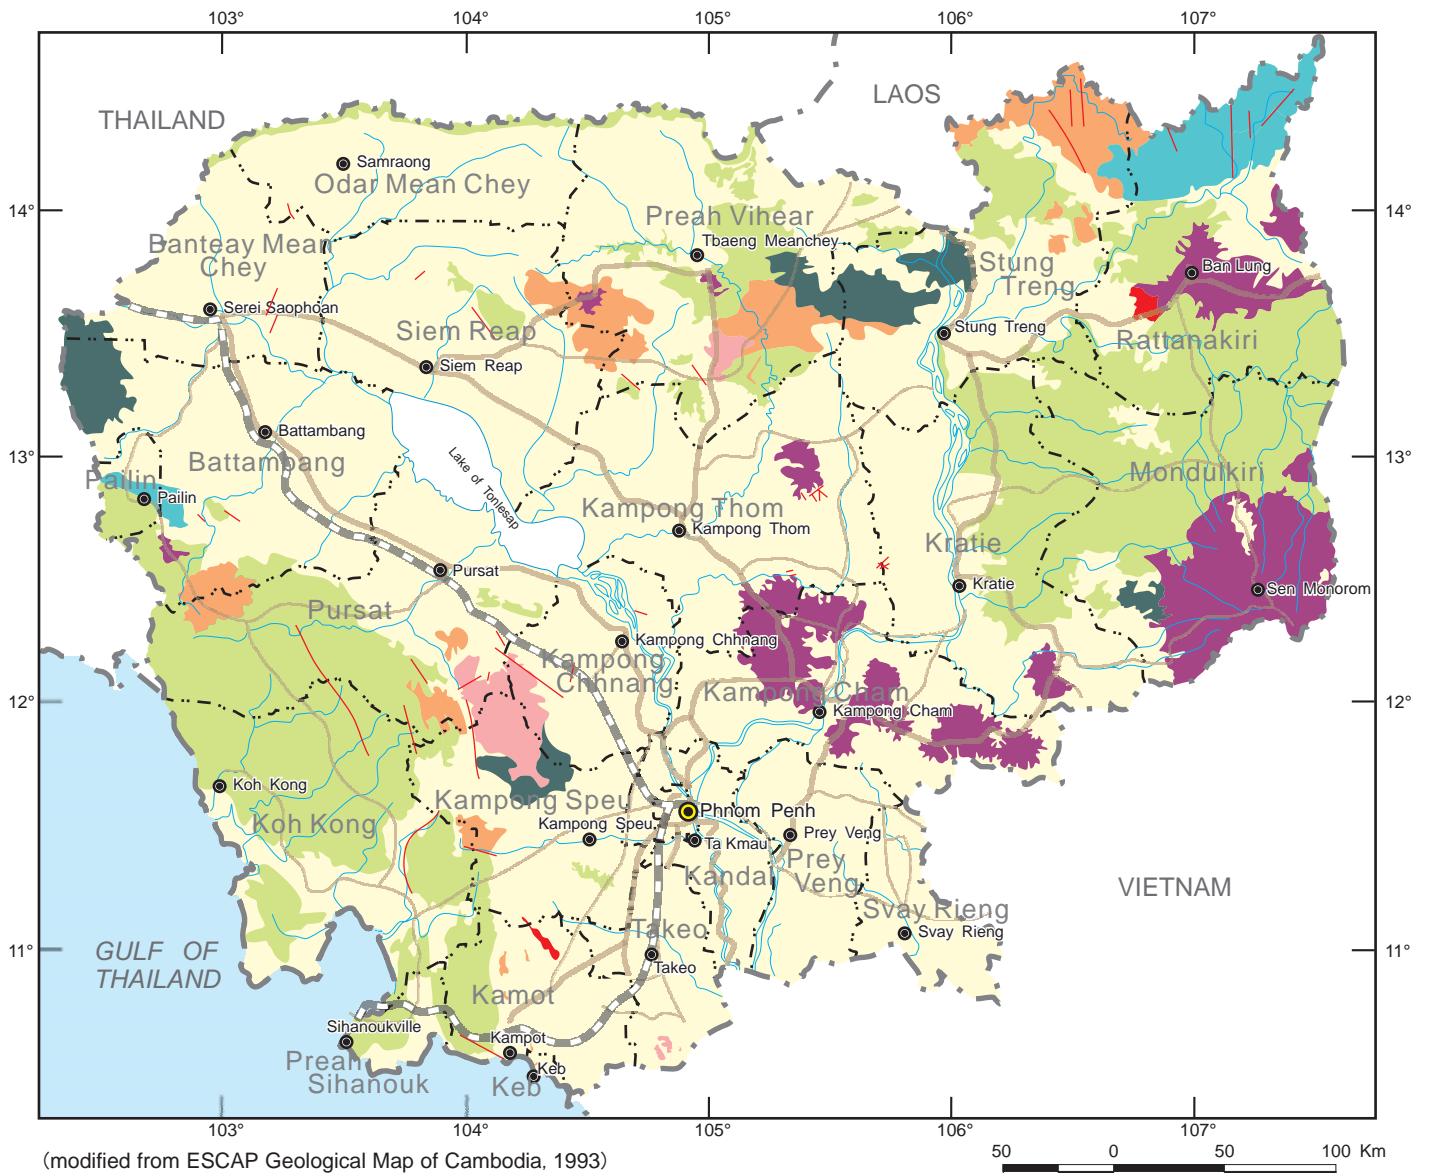 103°
104°
105°
106°
107°
LAOS
THAILAND
Samraong
Odar Mean Chey
14°
14°
Preah Vihear
Tbaeng Meanchey
Banteay Mean
Chey
Stung
Treng
Ban Lung
Serei Saophoan
Siem Reap
Stung Treng
Rattanakiri
Siem Reap
Battambang
Lake of Tonlesap
13°
13°
Battambang
Mondulkiri
Pailin
Pailin
Kampong Thom
Kampong Thom
Kratie
Pursat
Kratie
Sen Monorom
Pursat
Kampong Chhnang
Kampong
Chhnang
Kampong Cham
Kampong Cham
12°
12°
Koh Kong
Kampong Speu
Phnom Penh
Koh Kong
Kampong Speu
Ta Kmau
Prey Veng
Prey
Veng
Kandal
VIETNAM
Svay Rieng
Svay Rieng
Takeo
Takeo
11°
11°
GULF OF
THAILAND
Kamot
Sihanoukville
Kampot
Preah
Sihanouk
Keb
Keb
103°
104°
105°
106°
107°
(modified from ESCAP Geological Map of Cambodia, 1993)
50 0 50 100 Km